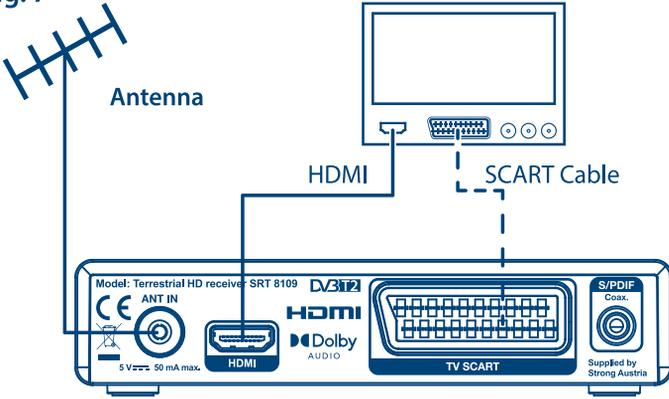 Antenna
HDMI
SCART Cable
Model: Terrestrial HD receiver SRT 8109
DVB T2
S/PDIF
Coax.
CE
ANT IN
HDMI
Dolby
AUDIO
5 V 50 mA max.
HDMI
TV SCART
Supplied by
Strong Austria